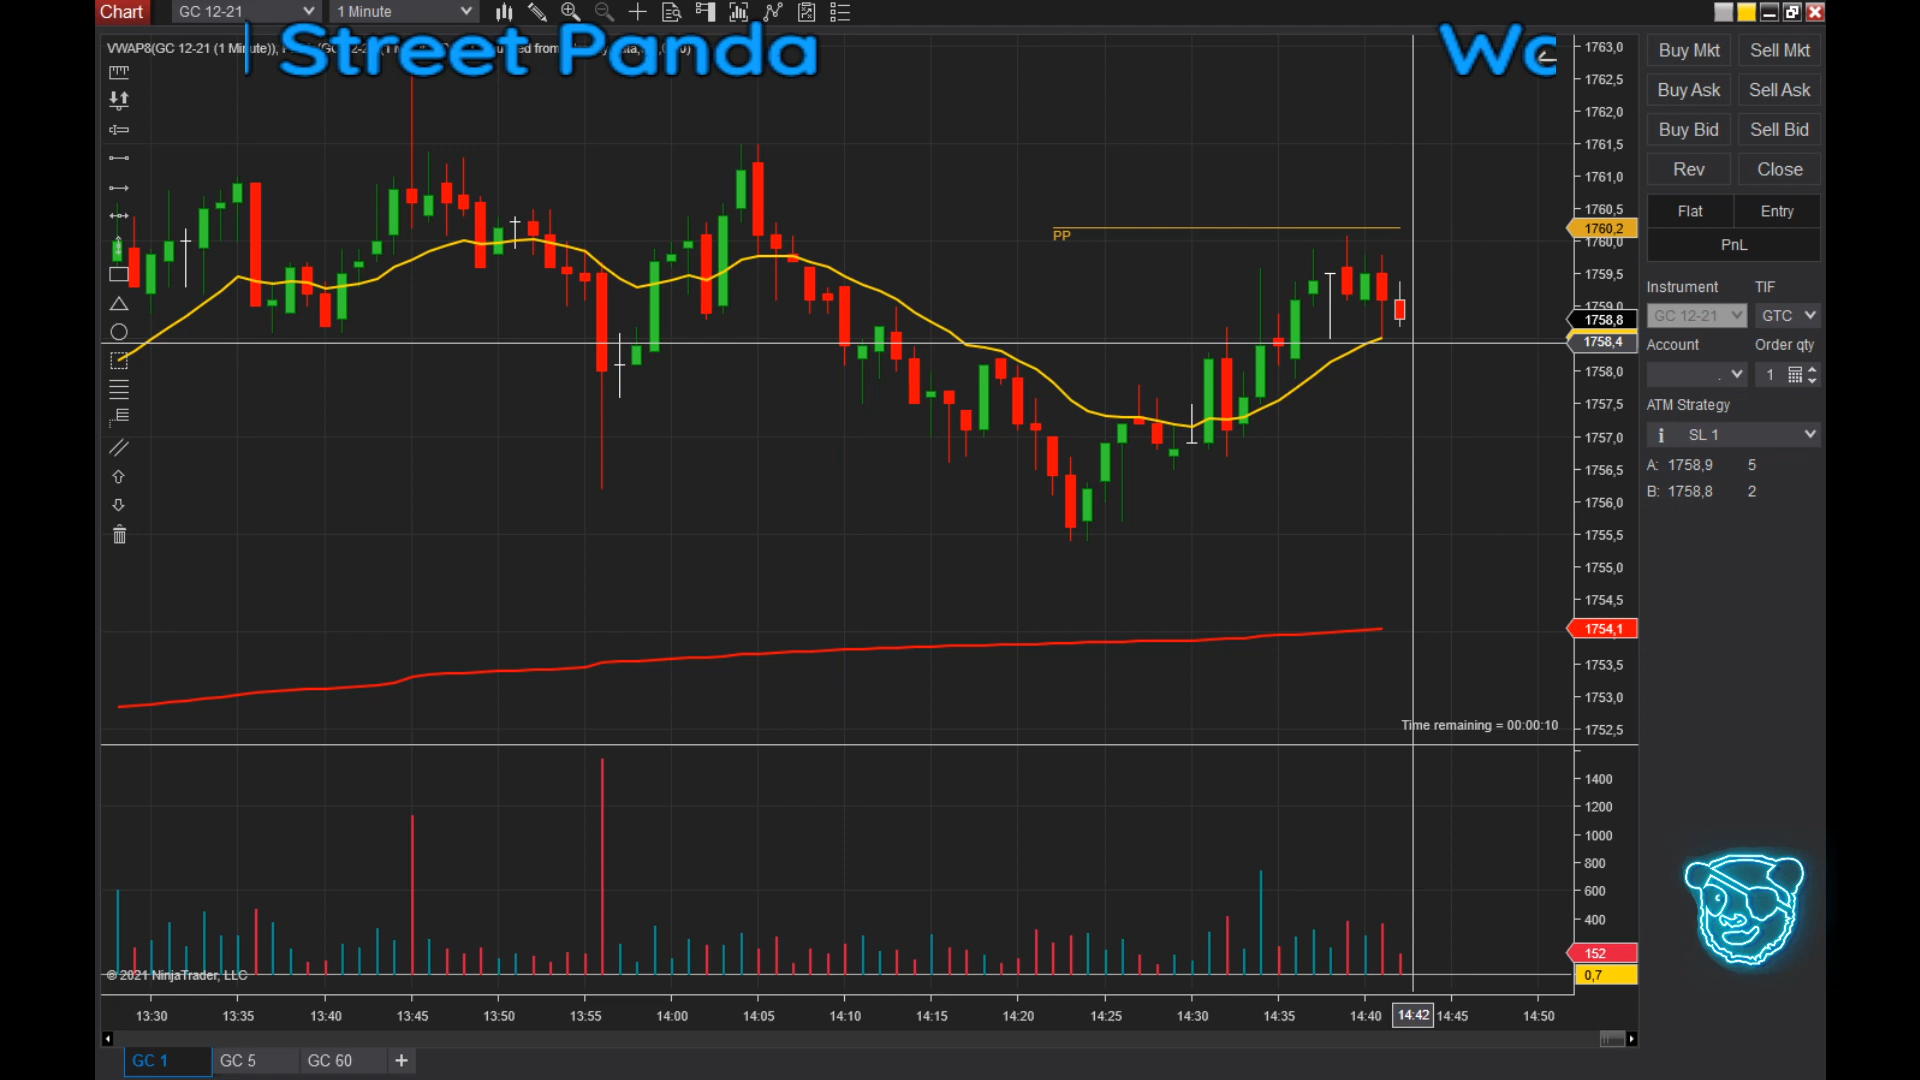 Chart GC 12-21 1 Minute
Street Panda
Wa
VWAP8(GC 12-21 (1 Minute)),
PP
1763,0
1762,5
1762,0
1761,5
1761,0
1760,5
1760,2
1760,0
1759,5
1759,0
1758,8
1758,4
1758,0
1757,5
1757,0
1756,5
1756,0
1755,5
1755,0
1754,5
1754,1
1753,5
1753,0
1752,5
Time remaining = 00:00:10
1400
1200
1000
800
600
400
152
0,7
© 2021 NinjaTrader, LLC
13:30 13:35 13:40 13:45 13:50 13:55 14:00 14:05 14:10 14:15 14:20 14:25 14:30 14:35 14:40 14:42 14:45 14:50
GC 1 GC 5 GC 60 +
Buy Mkt Sell Mkt
Buy Ask Sell Ask
Buy Bid Sell Bid
Rev Close
Flat Entry
PnL
Instrument TIF
GC 12-21 GTC
Account Order qty
1
ATM Strategy
SL 1
A: 1758,9 5
B: 1758,8 2